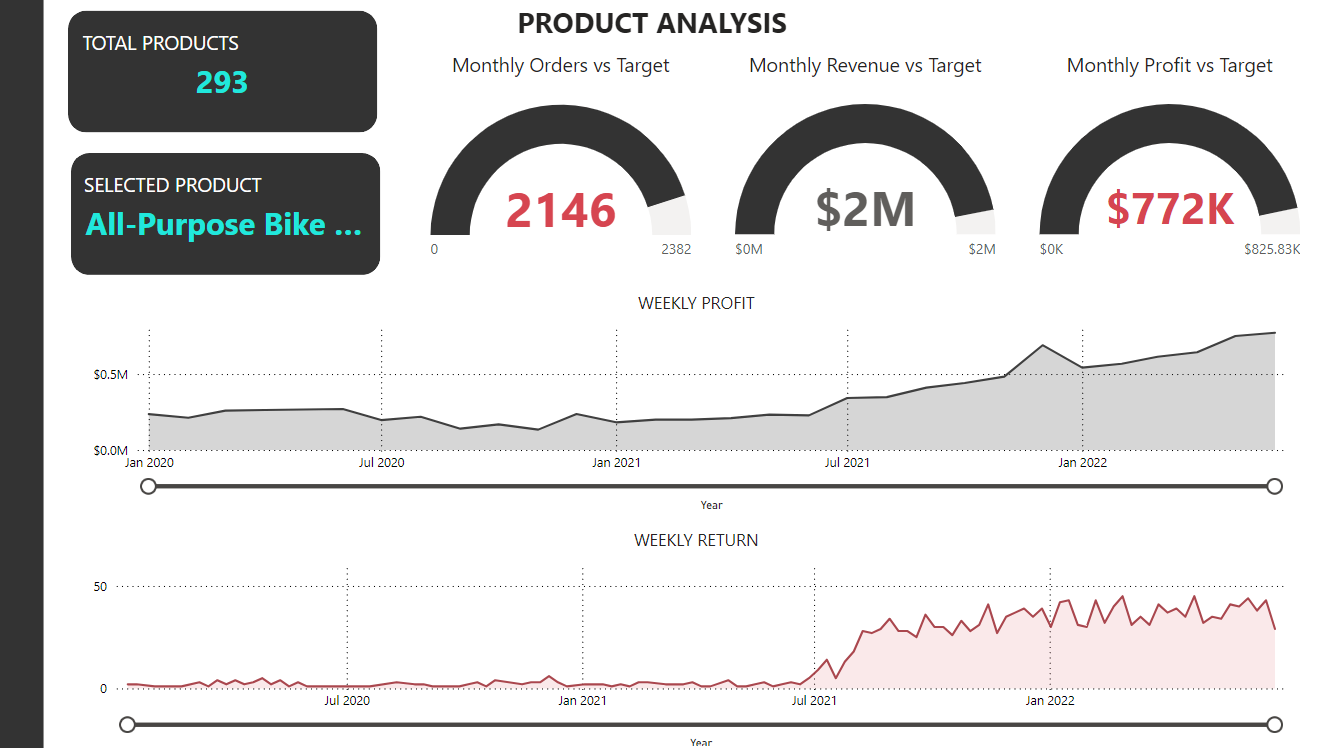 PRODUCT ANALYSIS
TOTAL PRODUCTS
293
SELECTED PRODUCT
All-Purpose Bike ...
Monthly Orders vs Target
2146
0
2382
Monthly Revenue vs Target
$2M
$0M
$2M
Monthly Profit vs Target
$772K
$0K
$825.83K
WEEKLY PROFIT
$0.5M
$0.0M
Jan 2020
Jul 2020
Jan 2021
Jul 2021
Jan 2022
Year
WEEKLY RETURN
50
0
Jul 2020
Jan 2021
Jul 2021
Jan 2022
Year